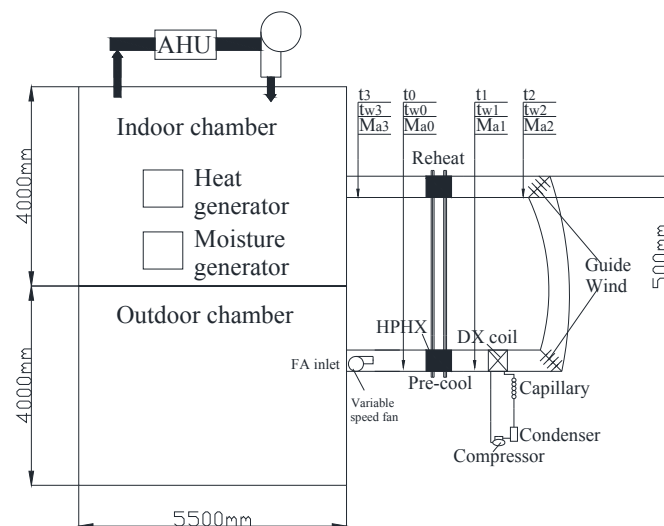 AHU
t3
t0
t1
t2
tw3
tw0
tw1
tw2
Ma3
Ma0
Ma1
Ma2
Indoor chamber
Reheat
4000mm
Heat
generator
Moisture
generator
500mm
Guide
Wind
Outdoor chamber
HPHX
DX coil
FA inlet
Pre-cool
Capillary
Variable
speed fan
4000mm
Condenser
Compressor
5500mm